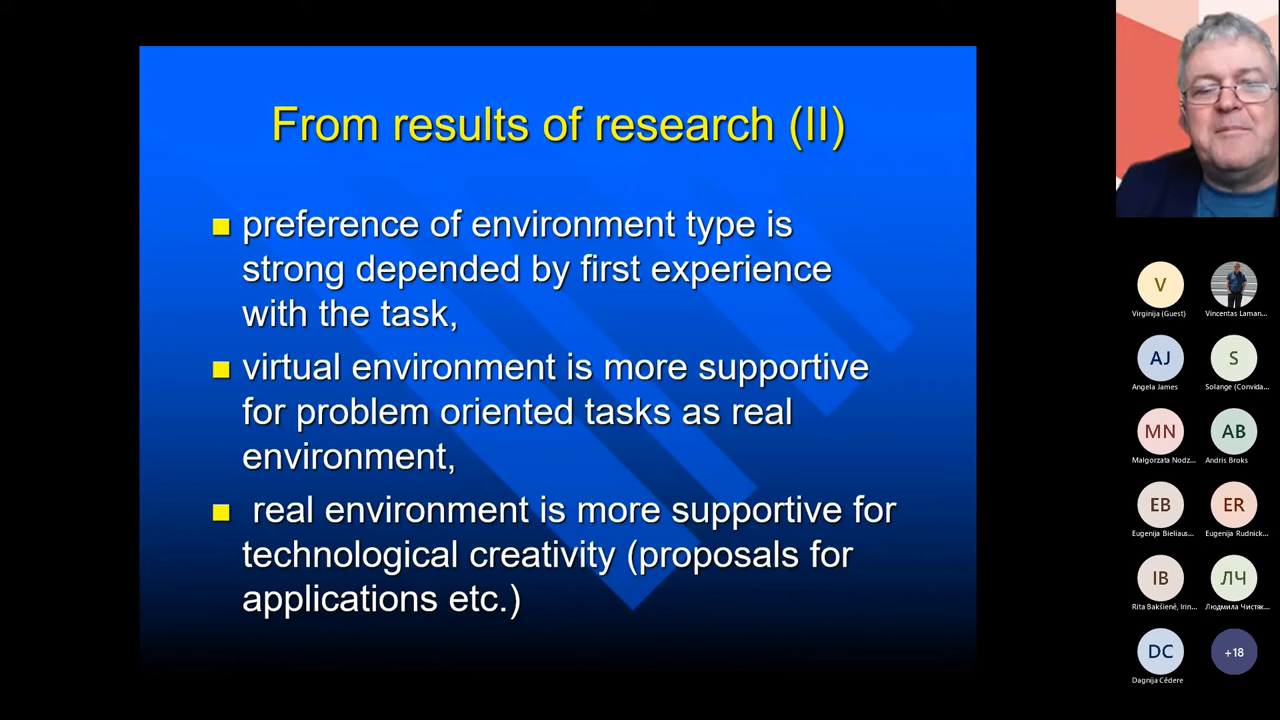 From results of research (II)
preference of environment type is
strong depended by first experience
with the task,
virtual environment is more supportive
for problem oriented tasks as real
environment,
real environment is more supportive for
technological creativity (proposals for
applications etc.)
V
Virginija (Guest)
Vincentas Laman...
AJ
Angela James
S
Solange (Convida...
MN
Małgorzata Nodz...
AB
Andris Broks
EB
Eugenija Bieliaus...
ER
Eugenija Rudnick...
IB
Rita Bakšienė, Irin...
ЛЧ
Людмила Чистяк...
DC
Dagnija Cēdere
+18